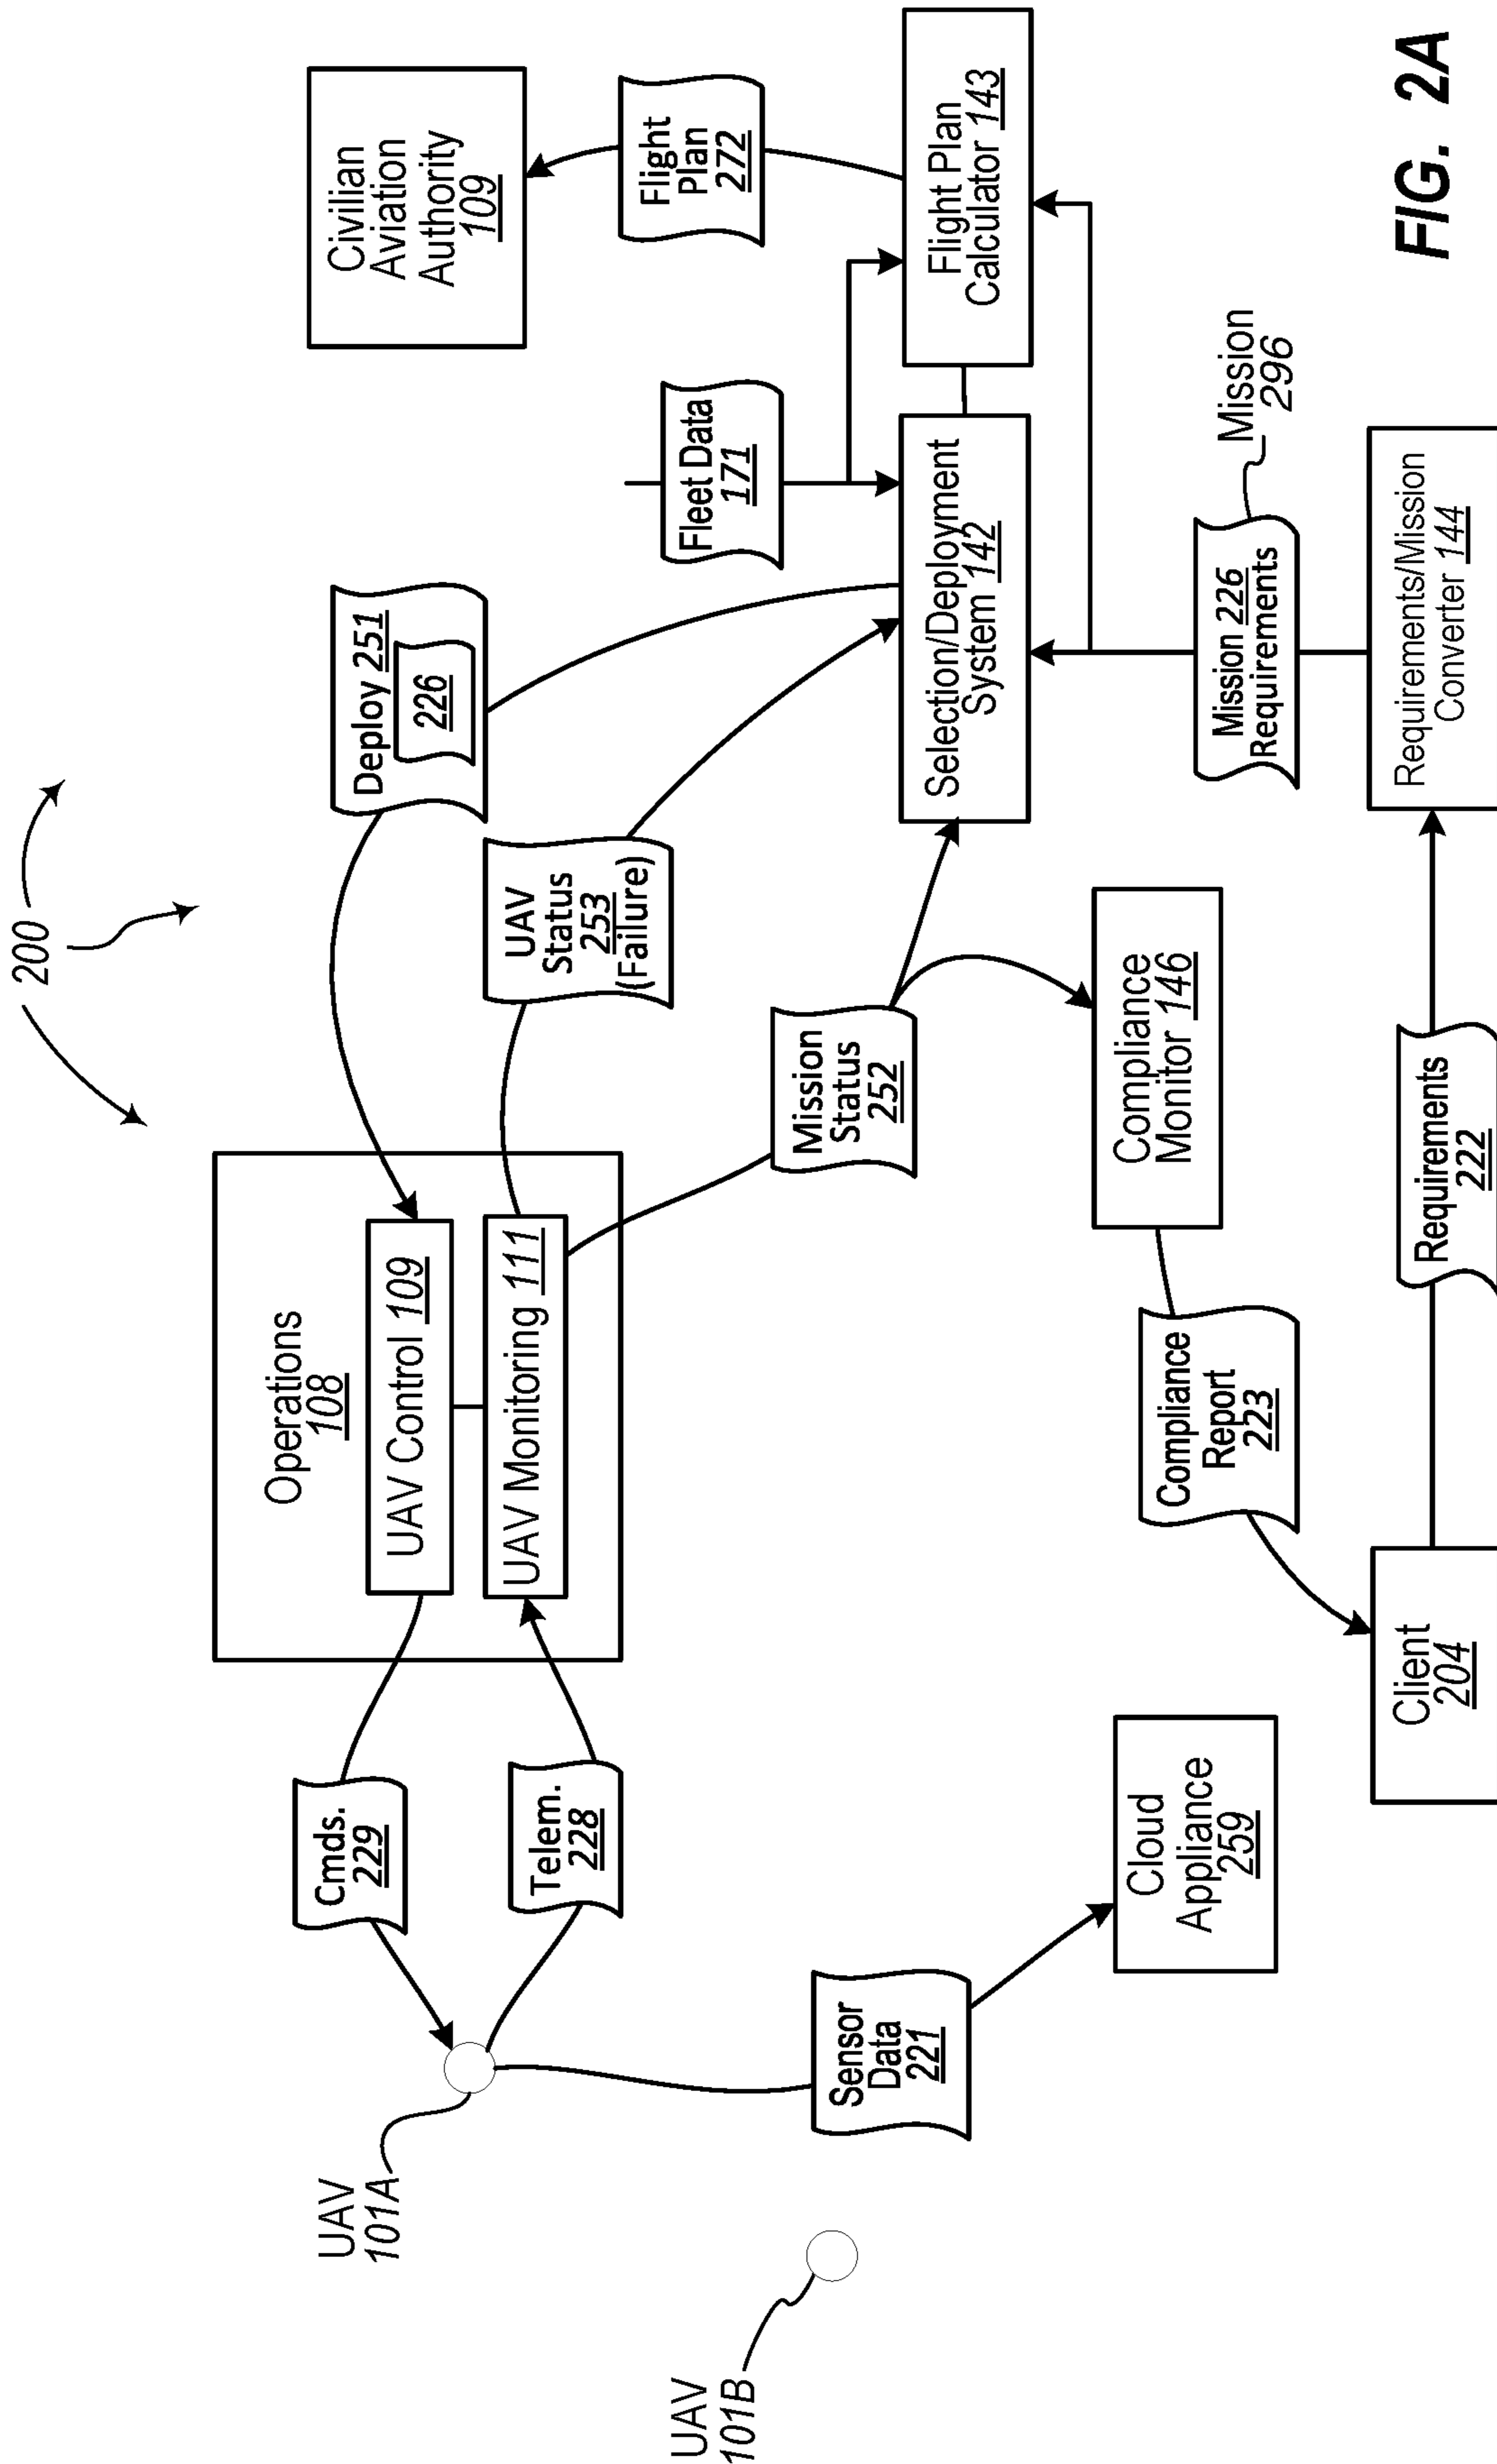 200
Operations
108
UAV Control 109
UAV Monitoring 111
Cmds.
229
Telem.
228
UAV
101A
UAV
101B
Sensor
Data
221
Cloud
Appliance
259
Deploy 251
226
UAV
Status
253
(Failure)
Mission
Status
252
Compliance
Monitor 146
Compliance
Report
223
Client
204
Requirements
222
Requirements/Mission
Converter 144
Mission 226
Requirements
Mission
296
Selection/Deployment
System 142
Fleet Data
171
Flight Plan
Calculator 143
Flight
Plan
272
Civilian
Aviation
Authority
109
FIG. 2A